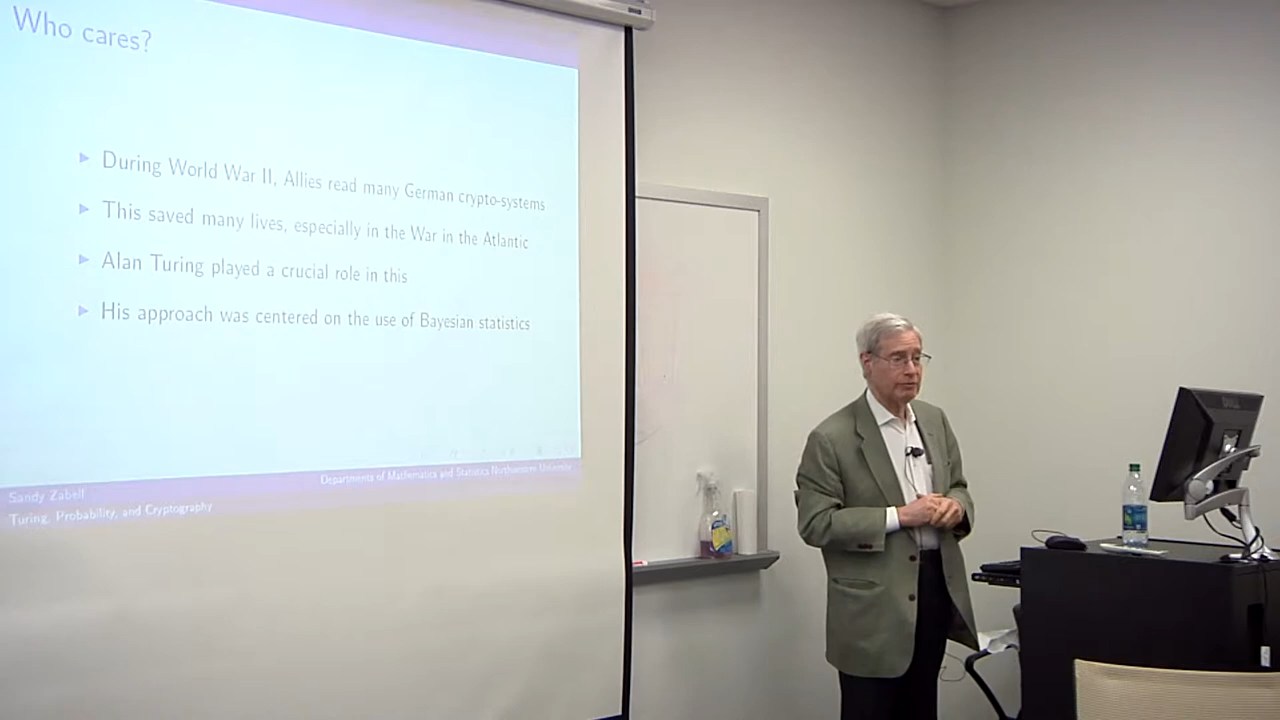 Who cares?
During World War II, Allies read many German crypto-systems
This saved many lives, especially in the War in the Atlantic
Alan Turing played a crucial role in this
His approach was centered on the use of Bayesian statistics
Sandy Zabell
Departments of Mathematics and Statistics Northwestern University
Turing, Probability, and Cryptography
DELL